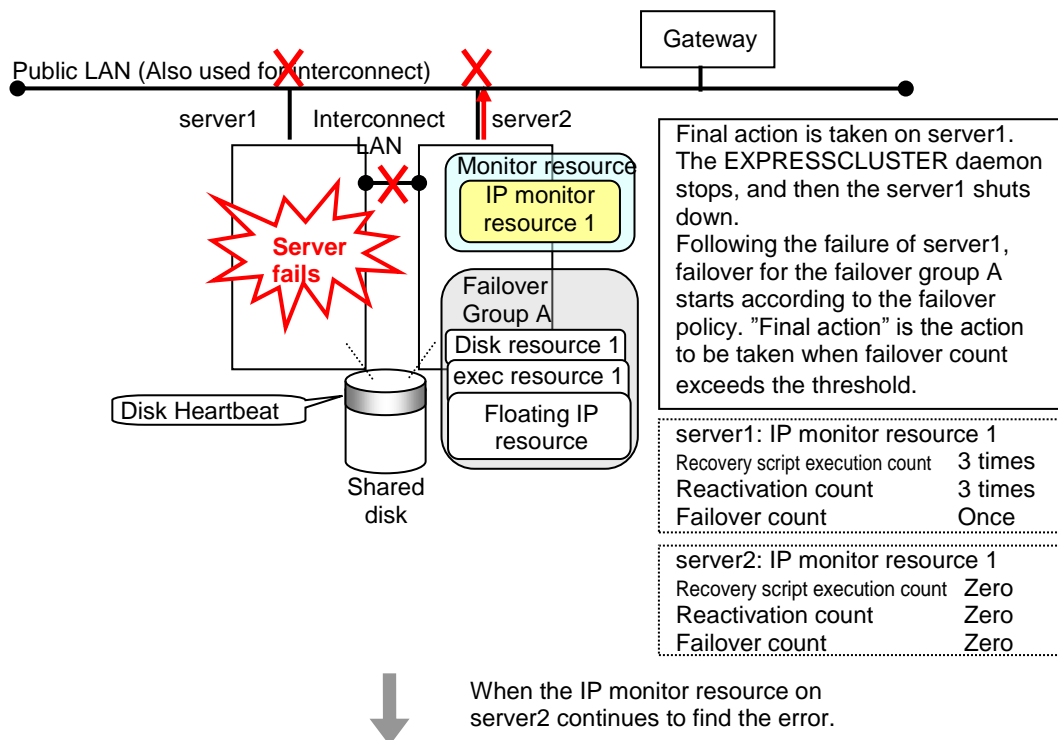 Gateway
Public LAN (Also used for interconnect)
server1
Interconnect
LAN
server2
Monitor resource
IP monitor
resource 1
Server
fails
Failover
Group A
Disk resource 1
exec resource 1
Floating IP
resource
Disk Heartbeat
Shared
disk
Final action is taken on server1.
The EXPRESSCLUSTER daemon
stops, and then the server1 shuts
down.
Following the failure of server1,
failover for the failover group A
starts according to the failover
policy. ”Final action” is the action
to be taken when failover count
exceeds the threshold.
server1: IP monitor resource 1
Recovery script execution count 3 times
Reactivation count 3 times
Failover count Once
server2: IP monitor resource 1
Recovery script execution count Zero
Reactivation count Zero
Failover count Zero
When the IP monitor resource on
server2 continues to find the error.